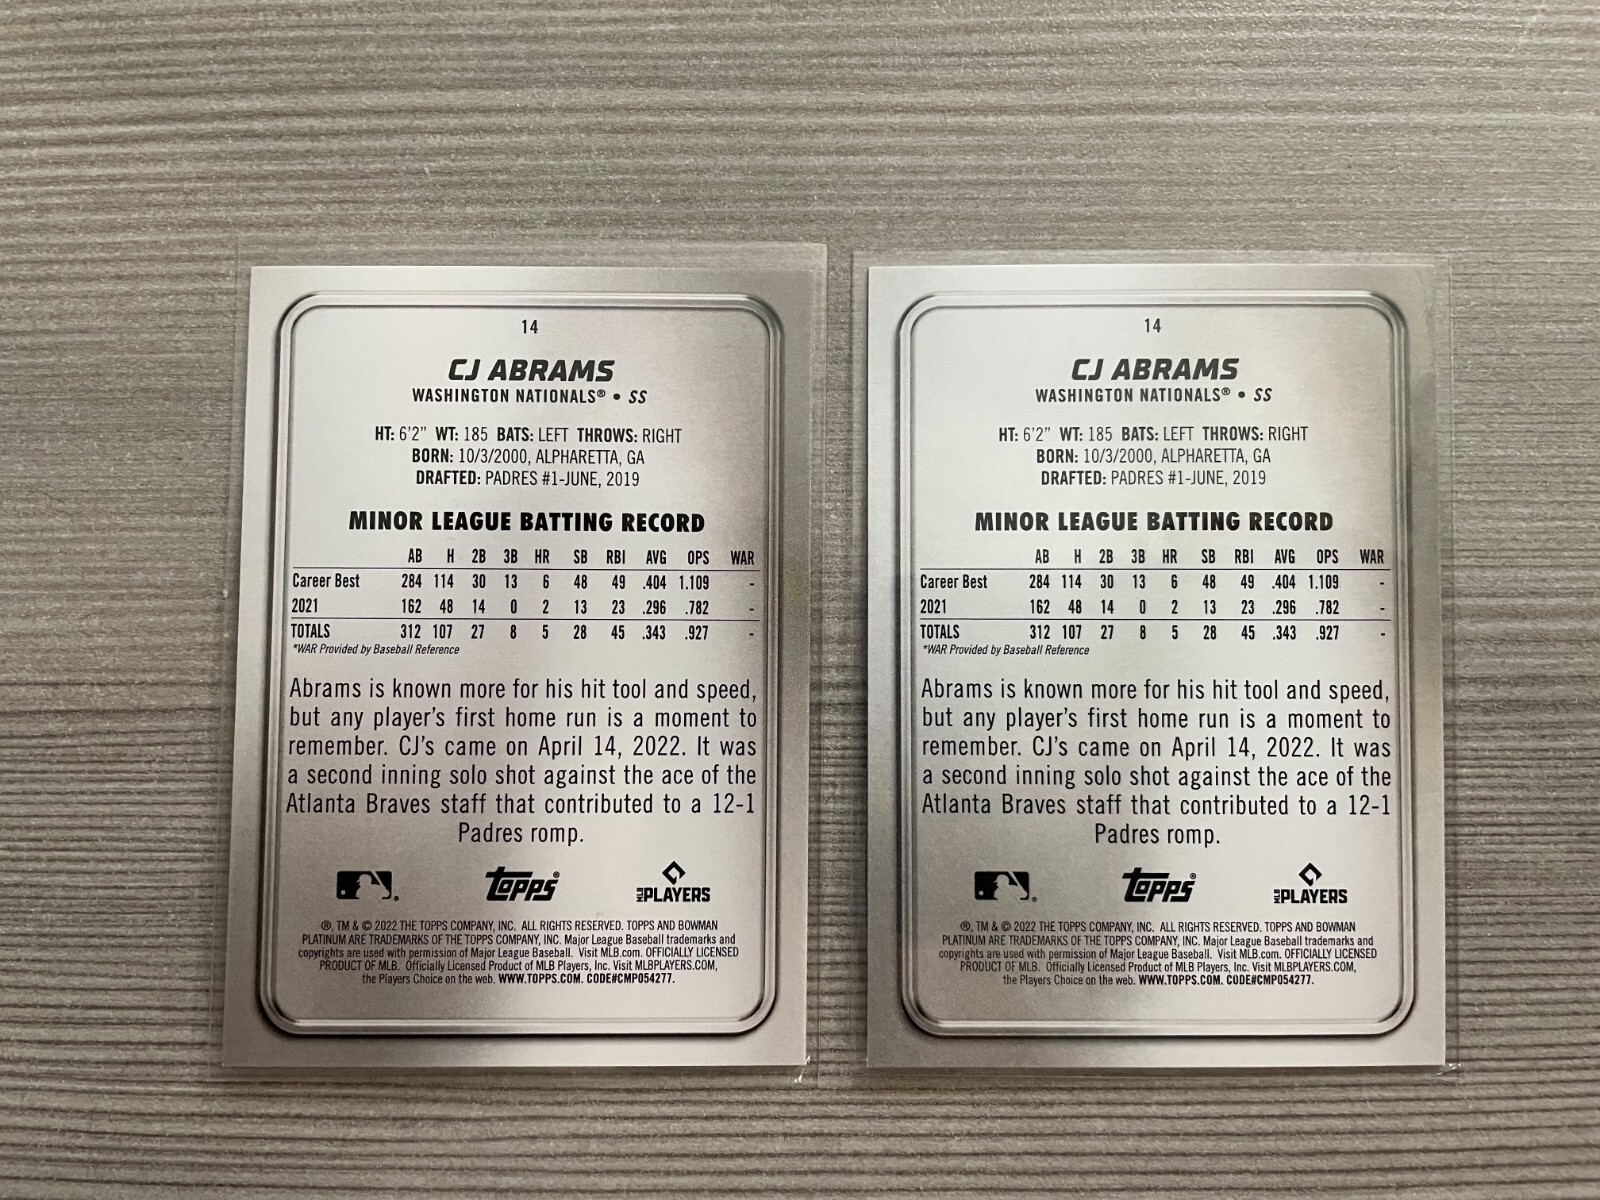 14
CJ ABRAMS
WASHINGTON NATIONALS® • SS
HT: 6'2" WT: 185 BATS: LEFT THROWS: RIGHT
BORN: 10/3/2000, ALPHARETTA, GA
DRAFTED: PADRES #1-JUNE, 2019
MINOR LEAGUE BATTING RECORD
AB H 2B 3B HR SB RBI AVG OPS WAR
Career Best 284 114 30 13 6 48 49 .404 1.109 -
2021 162 48 14 0 2 13 23 .296 .782 -
TOTALS 312 107 27 8 5 28 45 .343 .927 -
*WAR Provided by Baseball Reference
Abrams is known more for his hit tool and speed,
but any player's first home run is a moment to
remember. CJ's came on April 14, 2022. It was
a second inning solo shot against the ace of the
Atlanta Braves staff that contributed to a 12-1
Padres romp.
Topps®
MLB PLAYERS
®, TM & © 2022 THE TOPPS COMPANY, INC. ALL RIGHTS RESERVED. TOPPS AND BOWMAN
PLATINUM ARE TRADEMARKS OF THE TOPPS COMPANY, INC. Major League Baseball trademarks and
copyrights are used with permission of Major League Baseball. Visit MLB.com. OFFICIALLY LICENSED
PRODUCT OF MLB. Officially Licensed Product of MLB Players, Inc. Visit MLBPLAYERS.COM,
the Players Choice on the web. WWW.TOPPS.COM. CODE#CMP054277.
14
CJ ABRAMS
WASHINGTON NATIONALS® • SS
HT: 6'2" WT: 185 BATS: LEFT THROWS: RIGHT
BORN: 10/3/2000, ALPHARETTA, GA
DRAFTED: PADRES #1-JUNE, 2019
MINOR LEAGUE BATTING RECORD
AB H 2B 3B HR SB RBI AVG OPS WAR
Career Best 284 114 30 13 6 48 49 .404 1.109 -
2021 162 48 14 0 2 13 23 .296 .782 -
TOTALS 312 107 27 8 5 28 45 .343 .927 -
*WAR Provided by Baseball Reference
Abrams is known more for his hit tool and speed,
but any player's first home run is a moment to
remember. CJ's came on April 14, 2022. It was
a second inning solo shot against the ace of the
Atlanta Braves staff that contributed to a 12-1
Padres romp.
Topps®
MLB PLAYERS
®, TM & © 2022 THE TOPPS COMPANY, INC. ALL RIGHTS RESERVED. TOPPS AND BOWMAN
PLATINUM ARE TRADEMARKS OF THE TOPPS COMPANY, INC. Major League Baseball trademarks and
copyrights are used with permission of Major League Baseball. Visit MLB.com. OFFICIALLY LICENSED
PRODUCT OF MLB. Officially Licensed Product of MLB Players, Inc. Visit MLBPLAYERS.COM,
the Players Choice on the web. WWW.TOPPS.COM. CODE#CMP054277.